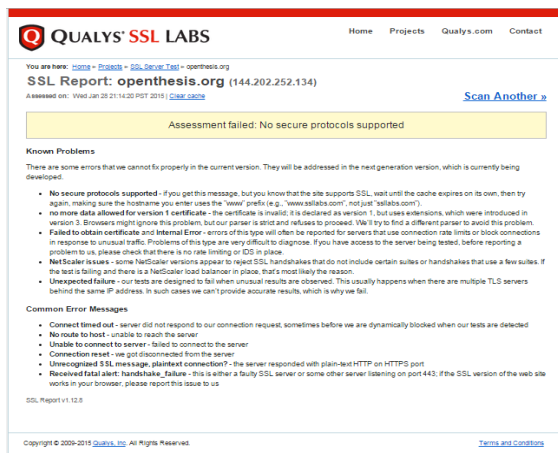 QUALYS' SSL LABS
Home Projects Qualys.com Contact
You are here: Home > Projects > SSL Server Test > openthesis.org
SSL Report: openthesis.org (144.202.252.134)
Assessed on: Wed Jan 28 21:14:20 PST 2015 | Clear cache
Scan Another »
Assessment failed: No secure protocols supported
Known Problems
There are some errors that we cannot fix properly in the current version. They will be addressed in the next generation version, which is currently being
developed.
• No secure protocols supported - if you get this message, but you know that the site supports SSL, wait until the cache expires on its own, then try
again, making sure the hostname you enter uses the "www" prefix (e.g., "www.ssllabs.com", not just "ssllabs.com").
• no more data allowed for version 1 certificate - the certificate is invalid; it is declared as version 1, but uses extensions, which were introduced in
version 3. Browsers might ignore this problem, but our parser is strict and refuses to proceed. We'll try to find a different parser to avoid this problem.
• Failed to obtain certificate and Internal Error - errors of this type will often be reported for servers that use connection rate limits or block connections
in response to unusual traffic. Problems of this type are very difficult to diagnose. If you have access to the server being tested, before reporting a
problem to us, please check that there is no rate limiting or IDS in place.
• NetScaler issues - some NetScaler versions appear to reject SSL handshakes that do not include certain suites or handshakes that use a few suites. If
the test is failing and there is a NetScaler load balancer in place, that's most likely the reason.
• Unexpected failure - our tests are designed to fail when unusual results are observed. This usually happens when there are multiple TLS servers
behind the same IP address. In such cases we can't provide accurate results, which is why we fail.
Common Error Messages
• Connect timed out - server did not respond to our connection request, sometimes before we are dynamically blocked when our tests are detected
• No route to host - unable to reach the server
• Unable to connect to server - failed to connect to the server
• Connection reset - we got disconnected from the server
• Unrecognized SSL message, plaintext connection? - the server responded with plain-text HTTP on HTTPS port
• Received fatal alert: handshake_failure - this is either a faulty SSL server or some other server listening on port 443; if the SSL version of the web site
works in your browser, please report this issue to us
SSL Report v1.12.8
Copyright © 2009-2015 Qualys, Inc. All Rights Reserved.
Terms and Conditions